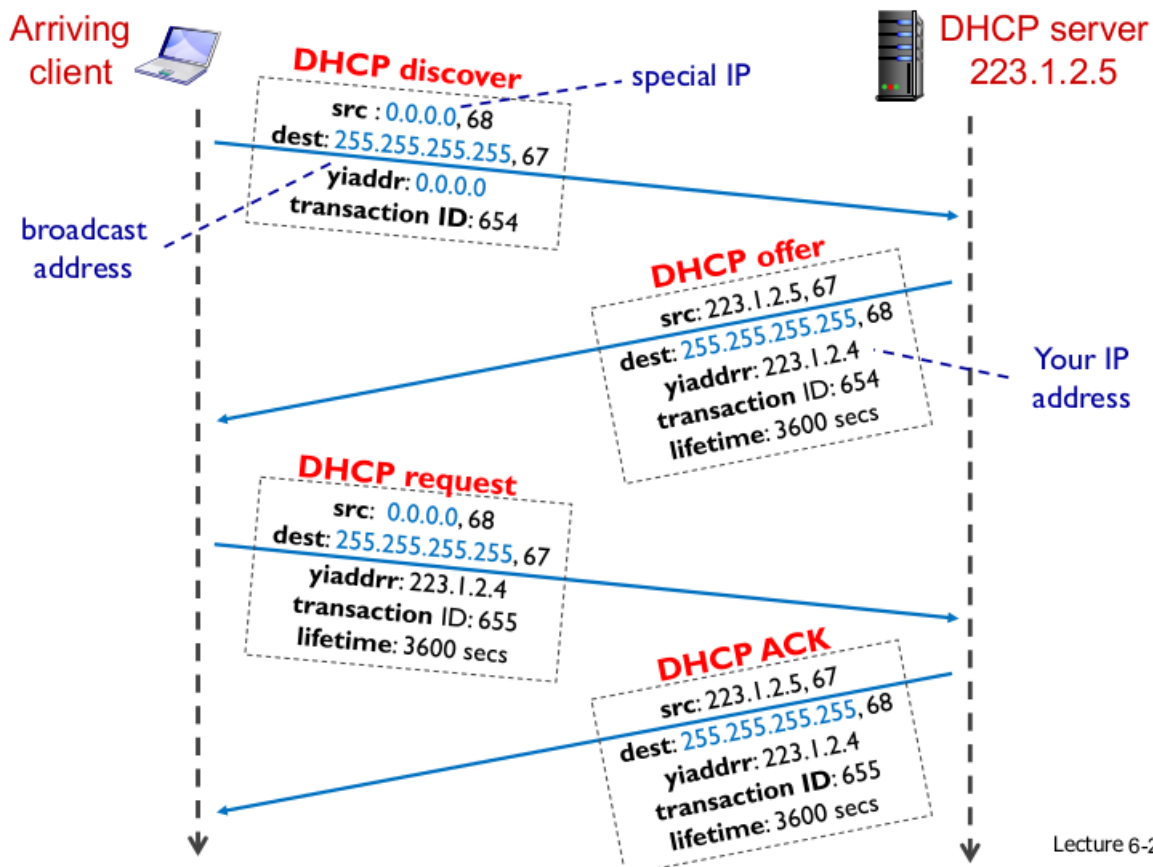 Arriving
client
DHCP server
223.1.2.5
DHCP discover
special IP
src : 0.0.0.0, 68
dest: 255.255.255.255, 67
yiaddr: 0.0.0.0
transaction ID: 654
broadcast
address
DHCP offer
src: 223.1.2.5, 67
dest: 255.255.255.255, 68
yiaddrr: 223.1.2.4
transaction ID: 654
lifetime: 3600 secs
Your IP
address
DHCP request
src: 0.0.0.0, 68
dest: 255.255.255.255, 67
yiaddrr: 223.1.2.4
transaction ID: 655
lifetime: 3600 secs
DHCP ACK
src: 223.1.2.5, 67
dest: 255.255.255.255, 68
yiaddrr: 223.1.2.4
transaction ID: 655
lifetime: 3600 secs
Lecture 6-2